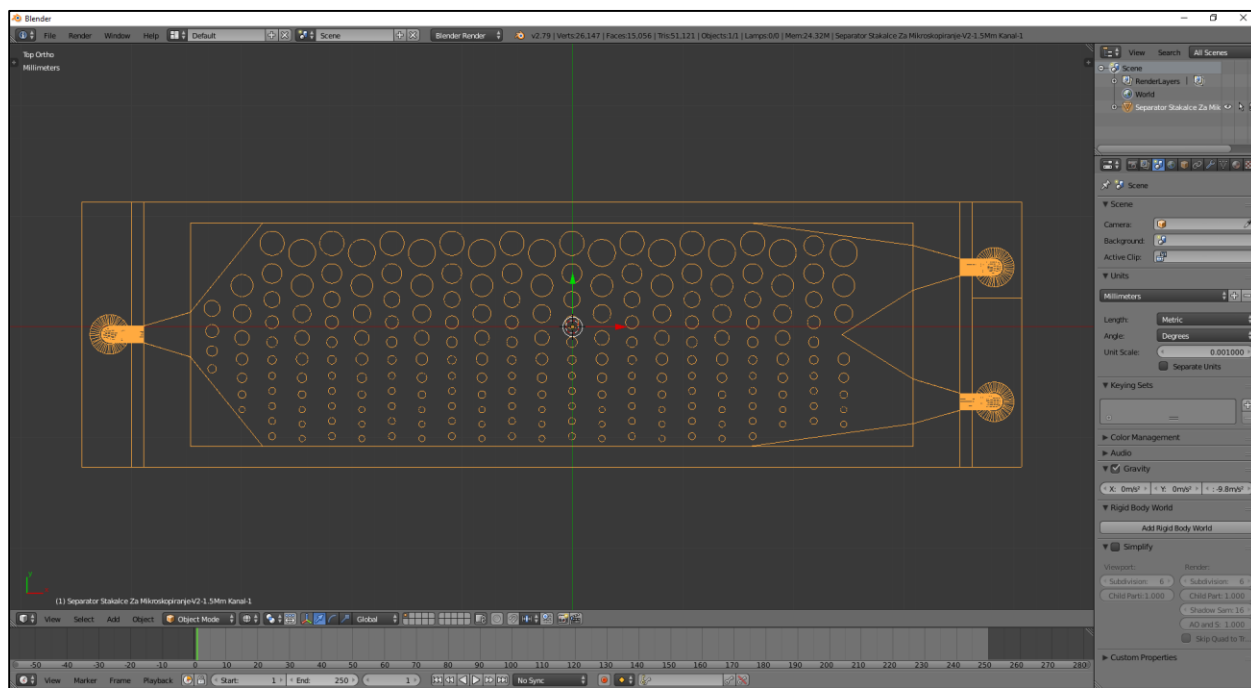 Blender
File Render Window Help Default Scene Blender Render v2.79 | Verts:26,147 | Faces:15,056 | Tris:51,121 | Objects:1/1 | Lamps:0/0 | Mem:24.32M | Separator Stakalce Za Mikroskopiranje-V2-1.5Mm Kanal-1
Top Ortho
Millimeters
View Search All Scenes
Scene
RenderLayers |
World
Separator Stakalce Za Mik
Scene
Scene
Camera:
Background:
Active Clip:
Units
Millimeters
Length: Metric
Angle: Degrees
Unit Scale: 0.001000
Separate Units
Keying Sets
Color Management
Audio
Gravity
X: 0m/s² Y: 0m/s² : -9.8m/s²
Rigid Body World
Add Rigid Body World
Simplify
Viewport: Render:
Subdivision: 6 Subdivision: 6
Child Part: 1.000 Child Part: 1.000
Shadow Sam: 16
AO and S: 1.000
Skip Quad to Tr...
Custom Properties
y
(1) Separator Stakalce Za Mikroskopiranje-V2-1.5Mm Kanal-1
View Select Add Object Object Mode Global
-50 -40 -30 -20 -10 0 10 20 30 40 50 60 70 80 90 100 110 120 130 140 150 160 170 180 190 200 210 220 230 240 250 260 270 280
View Marker Frame Playback Start: 1 End: 250 1 No Sync